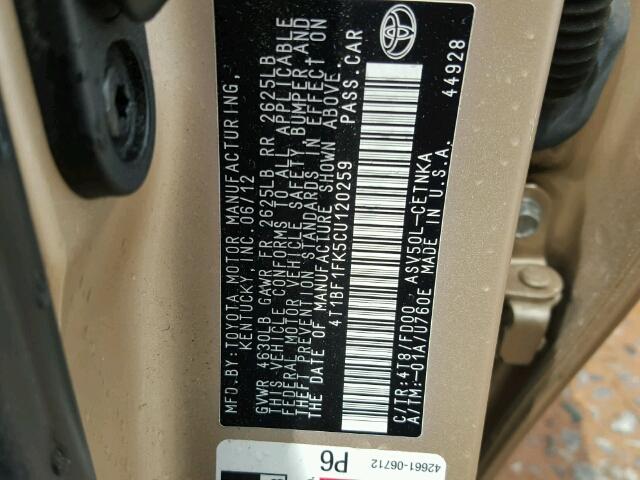 MFD.BY:TOYOTA MOTOR MANUFACTURING,
KENTUCKY, INC. 06/12
GVWR 4630LB GAWR FR 2625LB RR 2625LB
THIS VEHICLE CONFORMS TO ALL APPLICABLE
FEDERAL MOTOR VEHICLE SAFETY BUMPER, AND
THEFT PREVENTION STANDARDS IN EFFECT ON
THE DATE OF MANUFACTURE SHOWN ABOVE.
4T1BF1FK5CU120259 PASS.CAR
C/TR:4T8/FD00 ASV50L-CETNKA
A/TM:-01A/U760E MADE IN U.S.A.
44928
42661-06712
P6